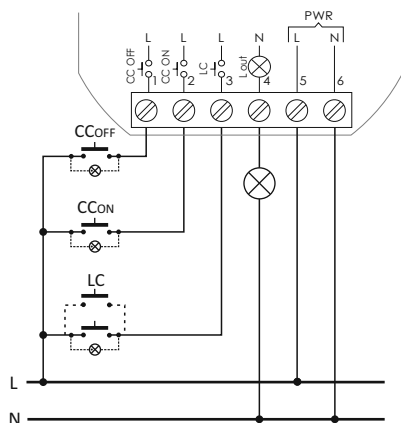 PWR
L L L N L N
CC OFF CC ON LC Lout
1 2 3 4 5 6
CCOFF
CCON
LC
L
N